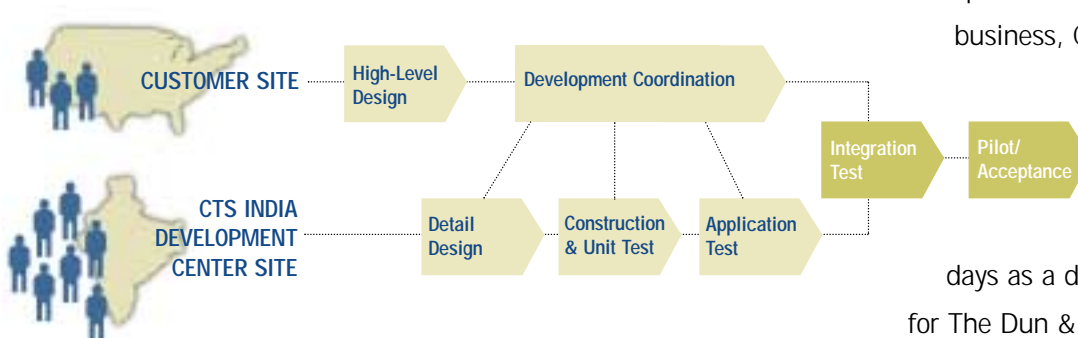 business,
CUSTOMER SITE
High-Level
Design
Development Coordination
Integration
Test
Pilot/
Acceptance
CTS INDIA
DEVELOPMENT
CENTER SITE
Detail
Design
Construction
& Unit Test
Application
Test
days as a d
for The Dun &